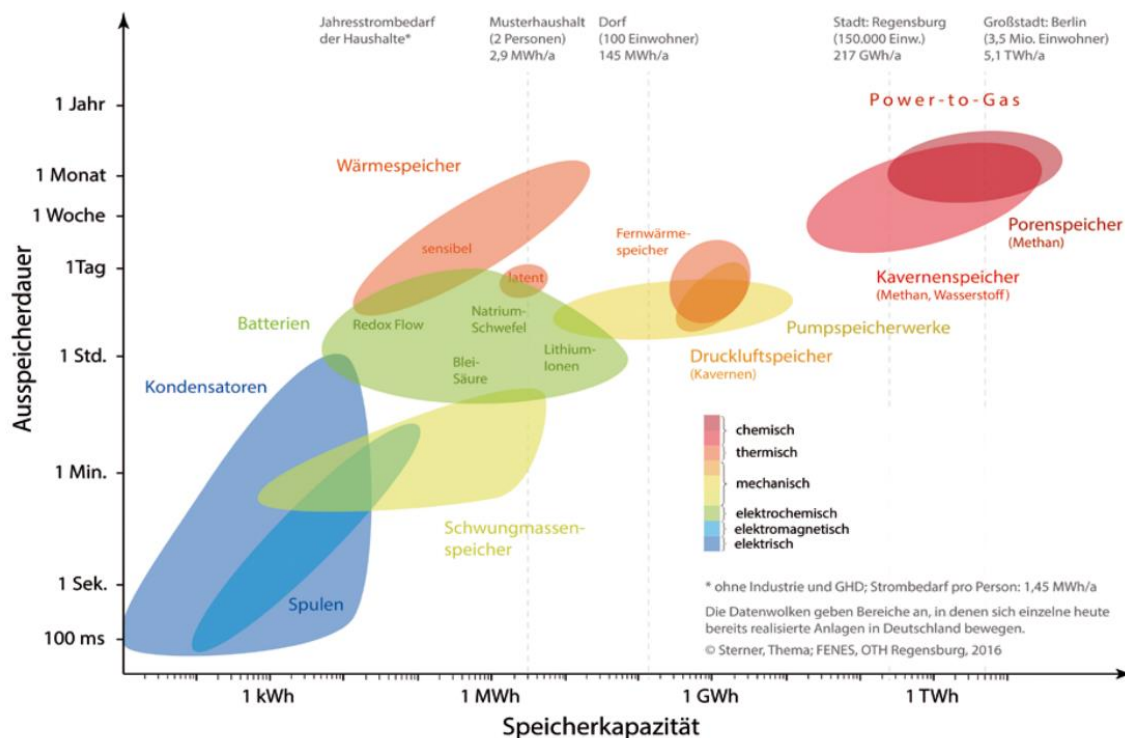 Jahresstrombedarf
der Haushalte*
Musterhaushalt
(2 Personen)
2,9 MWh/a
Dorf
(100 Einwohner)
145 MWh/a
Stadt: Regensburg
(150.000 Einw.)
217 GWh/a
Großstadt: Berlin
(3,5 Mio. Einwohner)
5,1 TWh/a
Ausspeicherdauer
1 Jahr
1 Monat
1 Woche
1Tag
1 Std.
1 Min.
1 Sek.
100 ms
Power-to-Gas
Wärmespeicher
sensibel
latent
Fernwärme-
speicher
Porenspeicher
(Methan)
Kavernenspeicher
(Methan, Wasserstoff)
Batterien
Redox Flow
Natrium-
Schwefel
Blei-
Säure
Lithium-
Ionen
Pumpspeicherwerke
Druckluftspeicher
(Kavernen)
Kondensatoren
Schwungmassen-
speicher
Spulen
chemisch
thermisch
mechanisch
elektrochemisch
elektromagnetisch
elektrisch
* ohne Industrie und GHD; Strombedarf pro Person: 1,45 MWh/a
Die Datenwolken geben Bereiche an, in denen sich einzelne heute
bereits realisierte Anlagen in Deutschland bewegen.
© Sterner, Thema; FENES, OTH Regensburg, 2016
1 kWh
1 MWh
1 GWh
1 TWh
Speicherkapazität